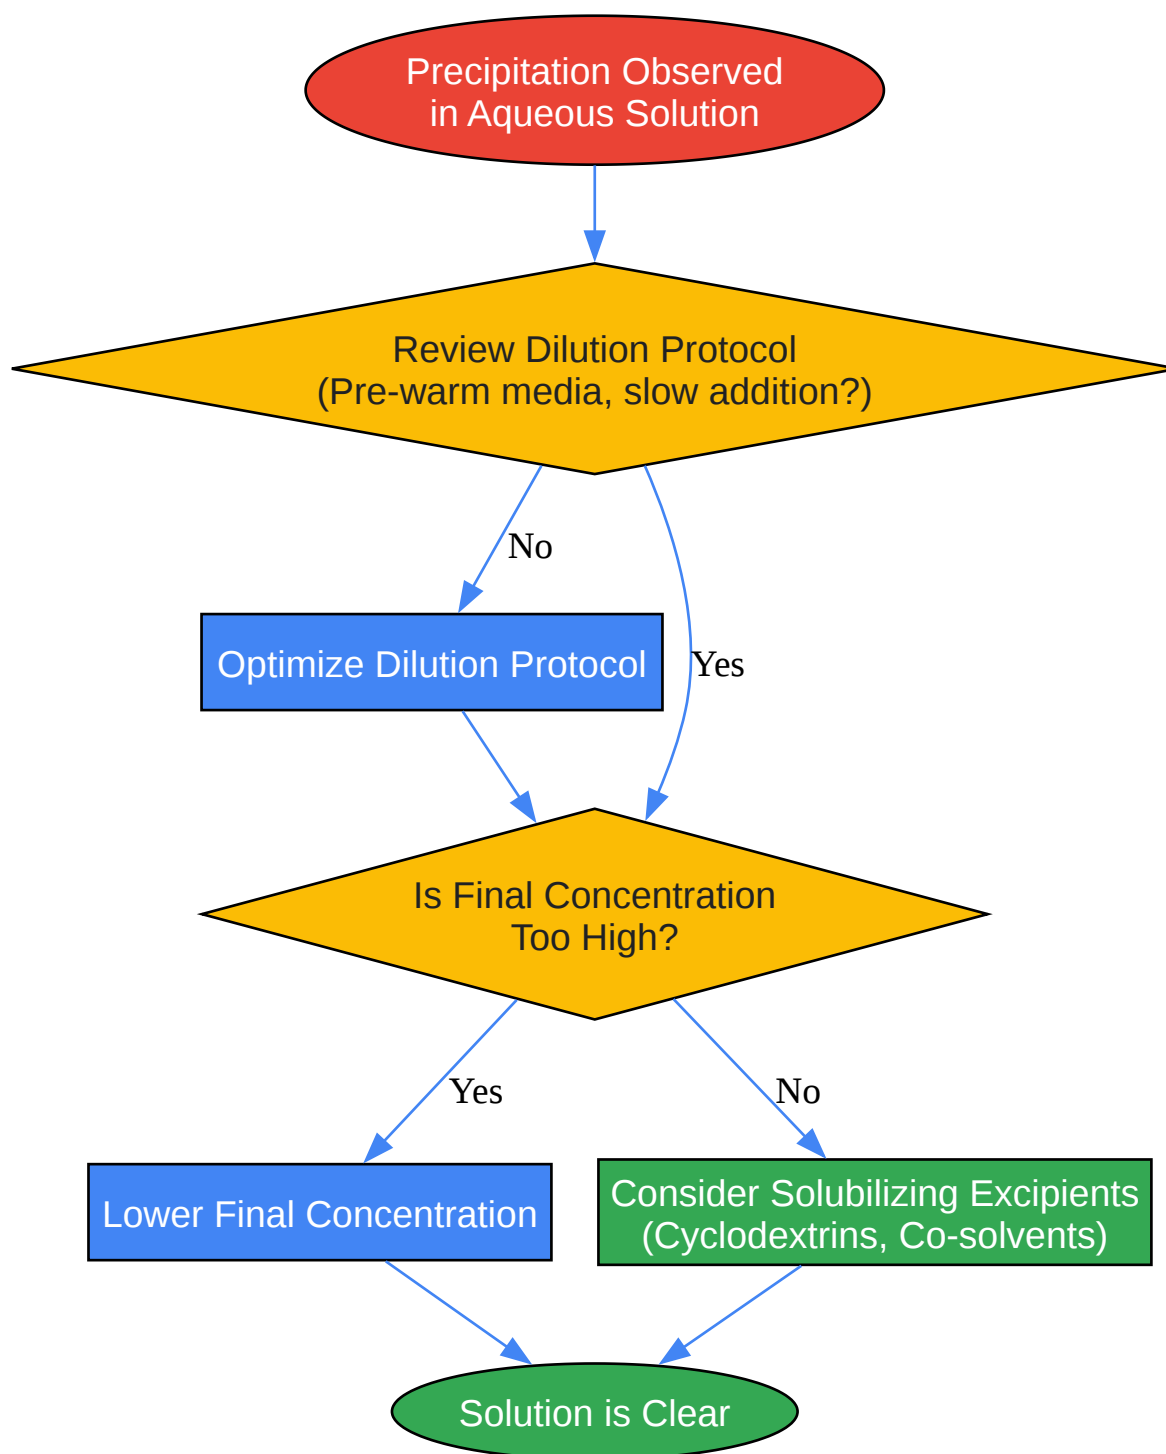 Precipitation Observed
in Aqueous Solution
Review Dilution Protocol
(Pre-warm media, slow addition?)
No
Optimize Dilution Protocol
Yes
Is Final Concentration
Too High?
Yes
No
Lower Final Concentration
Consider Solubilizing Excipients
(Cyclodextrins, Co-solvents)
Solution is Clear